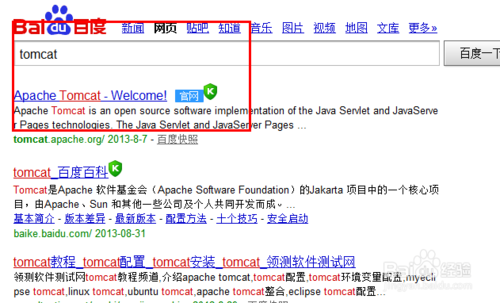 Bai du 百度 新闻 网页 贴吧 知道 音乐 图片 视频 地图 文库 更多»
tomcat 百度一
Apache Tomcat - Welcome! 官网
Apache Tomcat is an open source software implementation of the Java Servlet and JavaServe
r Pages technologies. The Java Servlet and JavaServer Pages ...
tomcat.apache.org/ 2013-8-7 - 百度快照
tomcat_百度百科
Tomcat是Apache 软件基金会（Apache Software Foundation）的Jakarta 项目中的一个核心项
目，由Apache、Sun 和其他一些公司及个人共同开发而成。
基本简介 - 版本差异 - 最新版本 - 配置方法 - 十个技巧 - 安全启动
baike.baidu.com/ 2013-08-31
tomcat教程_tomcat配置_tomcat安装_tomcat_领测软件测试网
领测软件测试网tomcat教程频道,介绍apache tomcat,tomcat配置,tomcat环境变量配置,myecli
pse tomcat,linux tomcat,ubuntu tomcat,apache tomcat整合,eclipse tomcat配置...